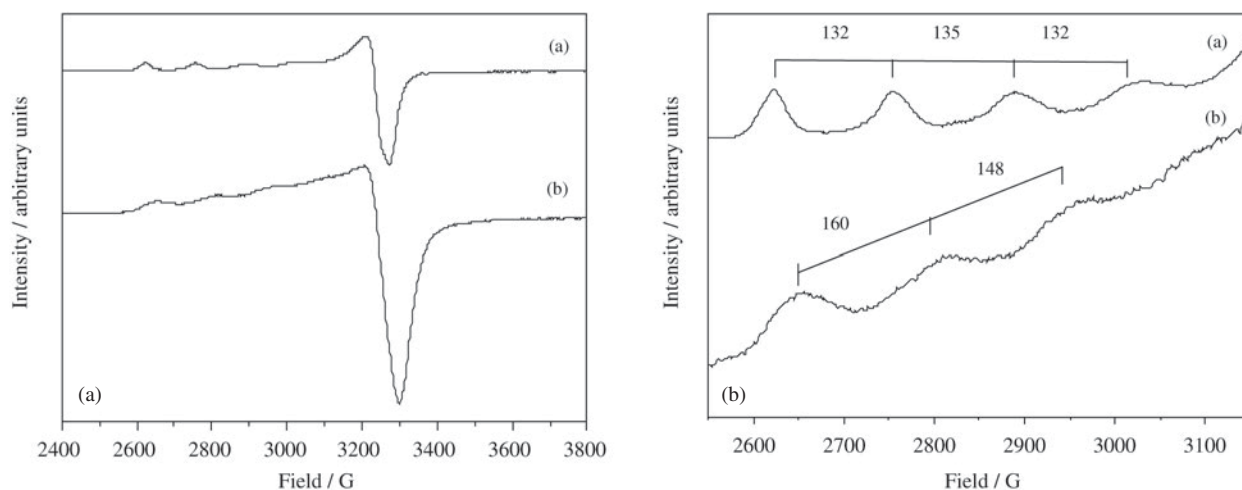 (a)
(b)
(a)
Intensity / arbitrary units
2400 2600 2800 3000 3200 3400 3600 3800
Field / G
132 135 132
(a)
(b)
148
160
(b)
Intensity / arbitrary units
2600 2700 2800 2900 3000 3100
Field / G